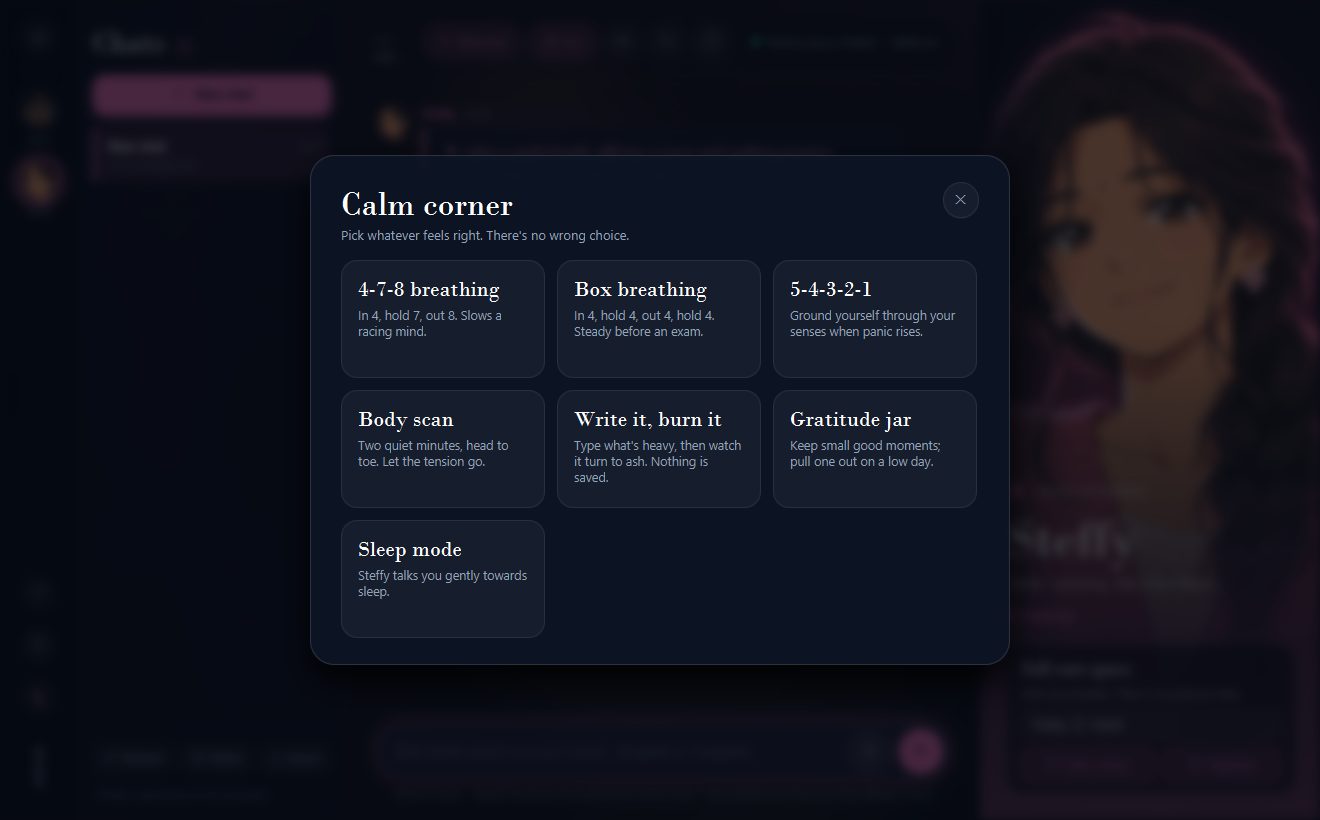 Chats
Calm corner
Pick whatever feels right. There's no wrong choice.
4-7-8 breathing
In 4, hold 7, out 8. Slows a
racing mind.
Box breathing
In 4, hold 4, out 4, hold 4.
Steady before an exam.
5-4-3-2-1
Ground yourself through your
senses when panic rises.
Body scan
Two quiet minutes, head to
toe. Let the tension go.
Write it, burn it
Type what's heavy, then watch
it turn to ash. Nothing is
saved.
Gratitude jar
Keep small good moments;
pull one out on a low day.
Sleep mode
Steffy talks you gently towards
sleep.
Steffy